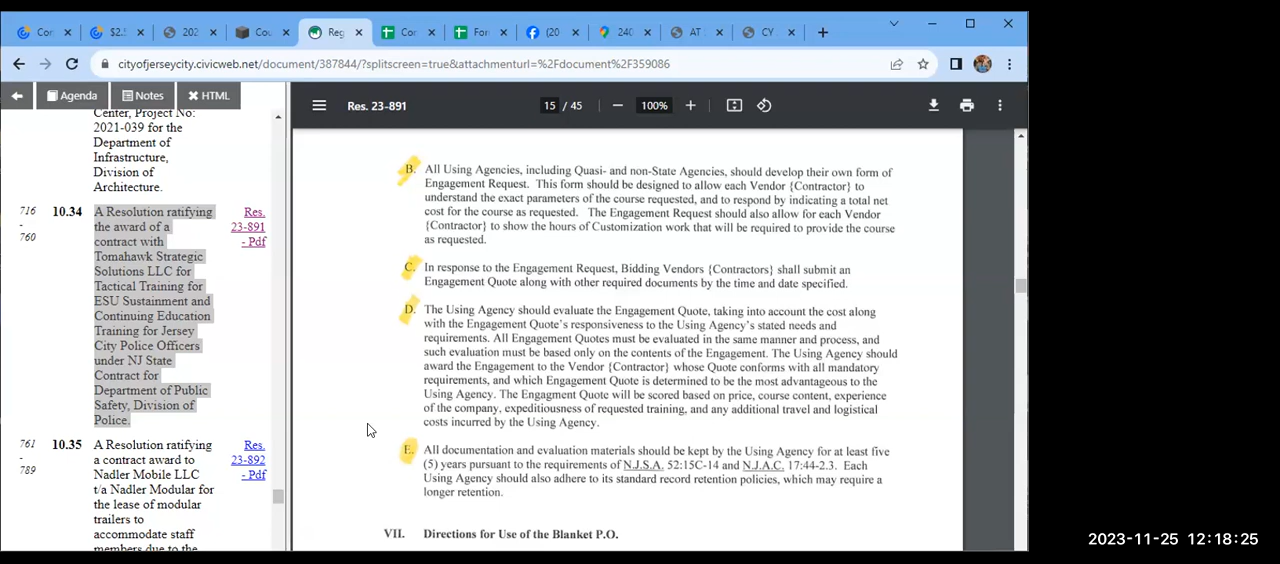 Cor
$2.!
202
Cou
Reg
Cor
For
(20
240
AT :
CY
cityofjerseycity.civicweb.net/document/387844/?splitscreen=true&attachmenturl=%2Fdocument%2F359086
Agenda
Notes
HTML
Res. 23-891
15 / 45
100%
Center, Project No:
2021-039 for the
Department of
Infrastructure,
Division of
Architecture.
716
-
760
10.34
A Resolution ratifying
the award of a
contract with
Tomahawk Strategic
Solutions LLC for
Tactical Training for
ESU Sustainment and
Continuing Education
Training for Jersey
City Police Officers
under NJ State
Contract for
Department of Public
Safety, Division of
Police.
Res.
23-891
- Pdf
761
-
789
10.35
A Resolution ratifying
a contract award to
Nadler Mobile LLC
t/a Nadler Modular for
the lease of modular
trailers to
accommodate staff
members due to the
Res.
23-892
- Pdf
B. All Using Agencies, including Quasi- and non-State Agencies, should develop their own form of
Engagement Request. This form should be designed to allow each Vendor {Contractor} to
understand the exact parameters of the course requested, and to respond by indicating a total net
cost for the course as requested. The Engagement Request should also allow for each Vendor
{Contractor} to show the hours of Customization work that will be required to provide the course
as requested.
C. In response to the Engagement Request, Bidding Vendors {Contractors} shall submit an
Engagement Quote along with other required documents by the time and date specified.
D. The Using Agency should evaluate the Engagement Quote, taking into account the cost along
with the Engagement Quote's responsiveness to the Using Agency's stated needs and
requirements. All Engagement Quotes must be evaluated in the same manner and process, and
such evaluation must be based only on the contents of the Engagement. The Using Agency should
award the Engagement to the Vendor {Contractor} whose Quote conforms with all mandatory
requirements, and which Engagement Quote is determined to be the most advantageous to the
Using Agency. The Engagment Quote will be scored based on price, course content, experience
of the company, expeditiousness of requested training, and any additional travel and logistical
costs incurred by the Using Agency.
E. All documentation and evaluation materials should be kept by the Using Agency for at least five
(5) years pursuant to the requirements of N.J.S.A. 52:15C-14 and N.J.A.C. 17:44-2.3. Each
Using Agency should also adhere to its standard record retention policies, which may require a
longer retention.
VII. Directions for Use of the Blanket P.O.
2023-11-25 12:18:25